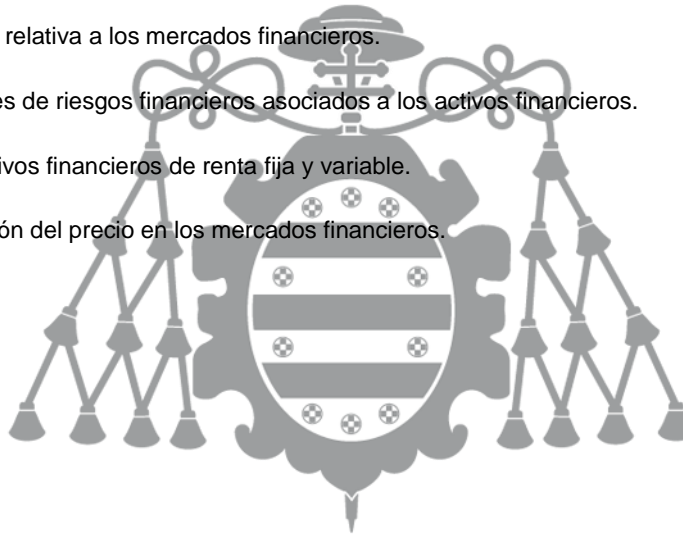 relativa a los mercados financieros.
es de riesgos financieros asociados a los activos financieros.
ivos financieros de renta fija y variable.
ón del precio en los mercados financieros.